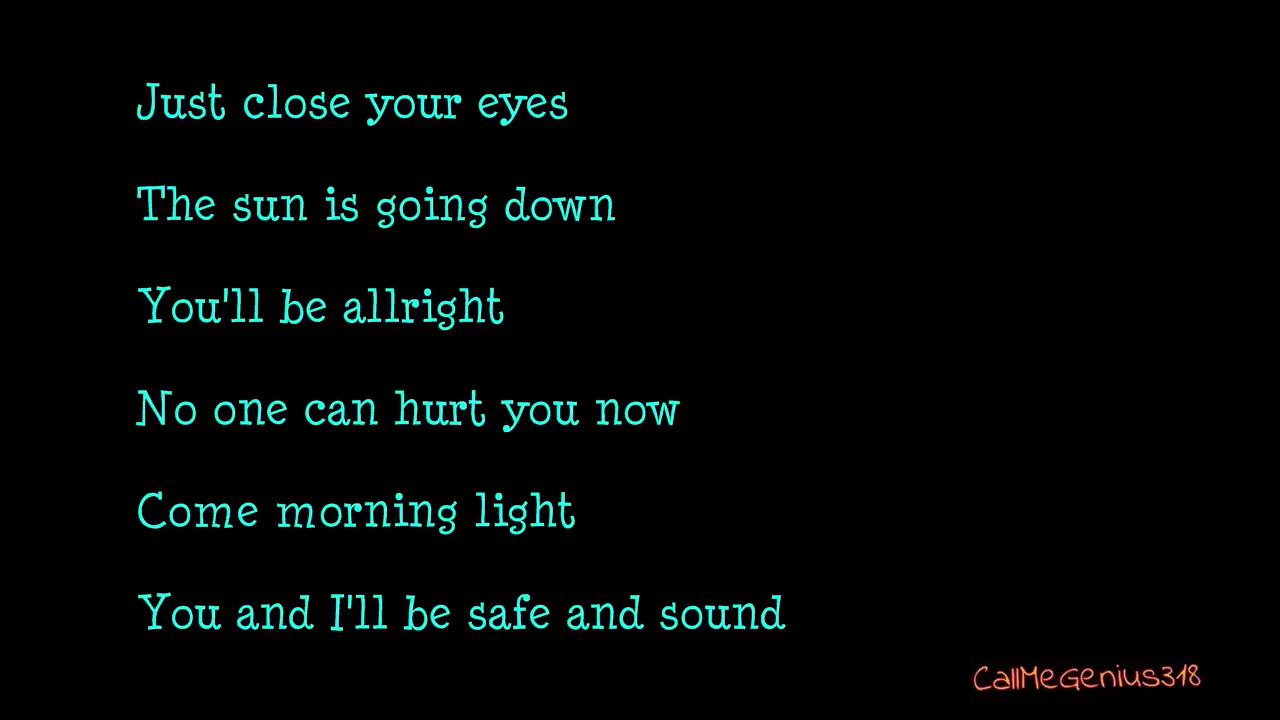 Just close your eyes
The sun is going down
You'll be allright
No one can hurt you now
Come morning light
You and I'll be safe and sound
CallMeGenius318